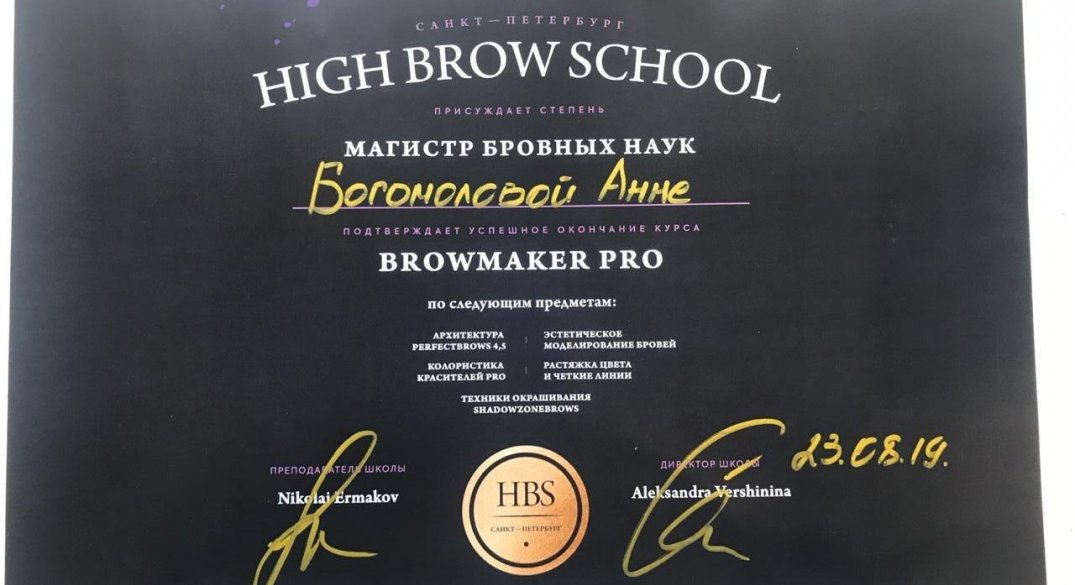 САНКТ—ПЕТЕРБУРГ
HIGH BROW SCHOOL
ПРИСУЖДАЕТ СТЕПЕНЬ
МАГИСТР БРОВНЫХ НАУК
Богомоловой Анне
ПОДТВЕРЖДАЕТ УСПЕШНОЕ ОКОНЧАНИЕ КУРСА
BROWMAKER PRO
по следующим предметам:
АРХИТЕКТУРА
PERFECTBROWS 4,5
ЭСТЕТИЧЕСКОЕ
МОДЕЛИРОВАНИЕ БРОВЕЙ
КОЛОРИСТИКА
КРАСИТЕЛЕЙ PRO
РАСТЯЖКА ЦВЕТА
И ЧЕТКИЕ ЛИНИИ
ТЕХНИКИ ОКРАШИВАНИЯ
SHADOWZONEBROWS
ПРЕПОДАВАТЕЛЬ ШКОЛЫ
Nikolaj Ermakov
HBS
САНКТ—ПЕТЕРБУРГ
ДИРЕКТОР ШКОЛЫ
Aleksandra Vershinina
23.08.19.